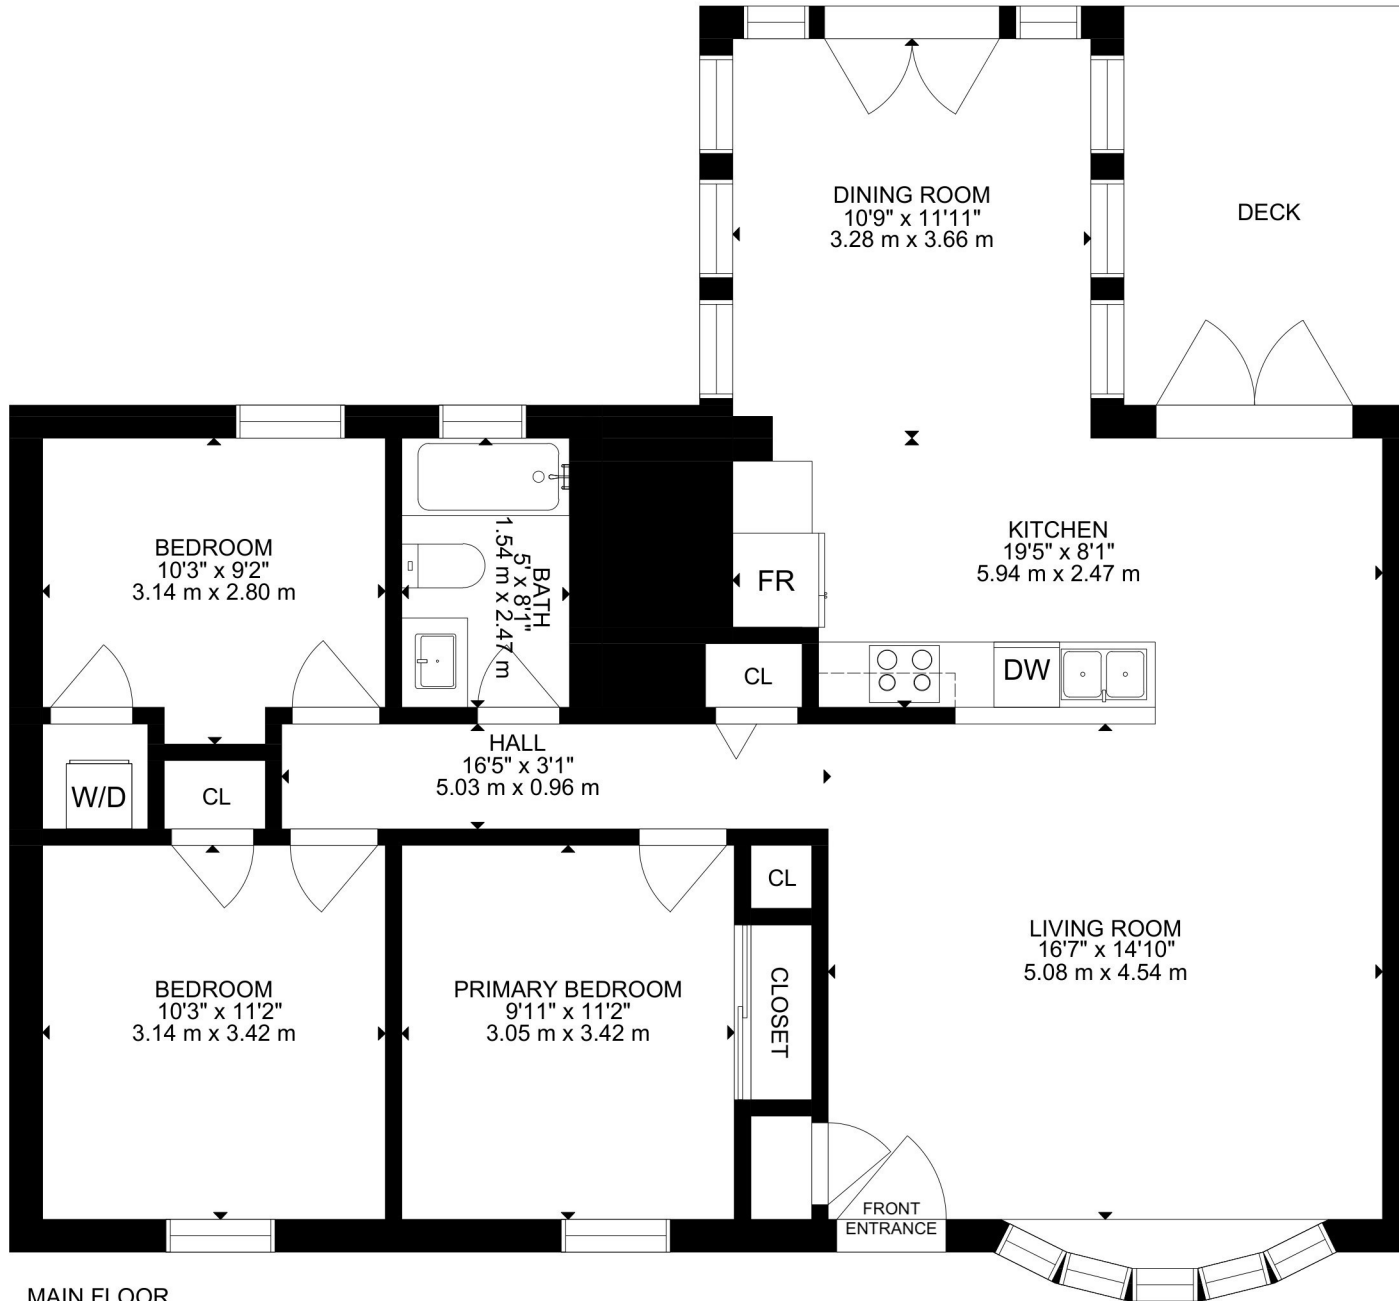 DINING ROOM
10'9" x 11'11"
3.28 m x 3.66 m
DECK
KITCHEN
19'5" x 8'1"
5.94 m x 2.47 m
BEDROOM
10'3" x 9'2"
3.14 m x 2.80 m
BATH
5' x 8'1"
1.54 m x 2.47 m
FR
CL
DW
HALL
16'5" x 3'1"
5.03 m x 0.96 m
W/D
CL
CL
LIVING ROOM
16'7" x 14'10"
5.08 m x 4.54 m
BEDROOM
10'3" x 11'2"
3.14 m x 3.42 m
PRIMARY BEDROOM
9'11" x 11'2"
3.05 m x 3.42 m
CLOSET
FRONT
ENTRANCE
MAIN FLOOR